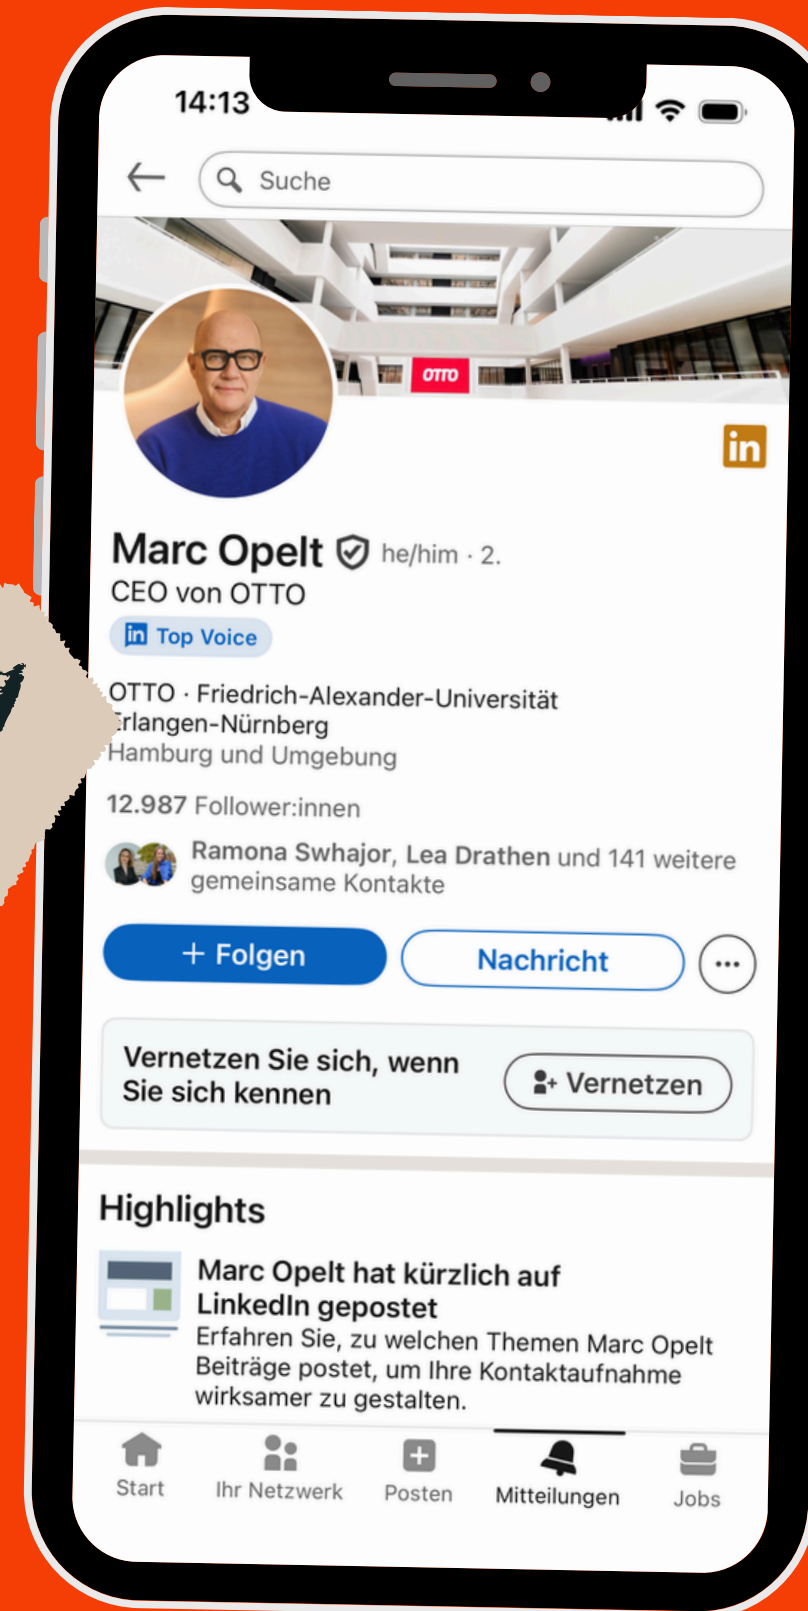 14:13
Suche
OTTO
in
Marc Opelt he/him · 2.
CEO von OTTO
in Top Voice
OTTO · Friedrich-Alexander-Universität
Erlangen-Nürnberg
Hamburg und Umgebung
12.987 Follower:innen
Ramona Swhajor, Lea Drathen und 141 weitere
gemeinsame Kontakte
+ Folgen
Nachricht
Vernetzen Sie sich, wenn
Sie sich kennen
Vernetzen
Highlights
Marc Opelt hat kürzlich auf
LinkedIn gepostet
Erfahren Sie, zu welchen Themen Marc Opelt
Beiträge postet, um Ihre Kontaktaufnahme
wirksamer zu gestalten.
Start
Ihr Netzwerk
Posten
Mitteilungen
Jobs